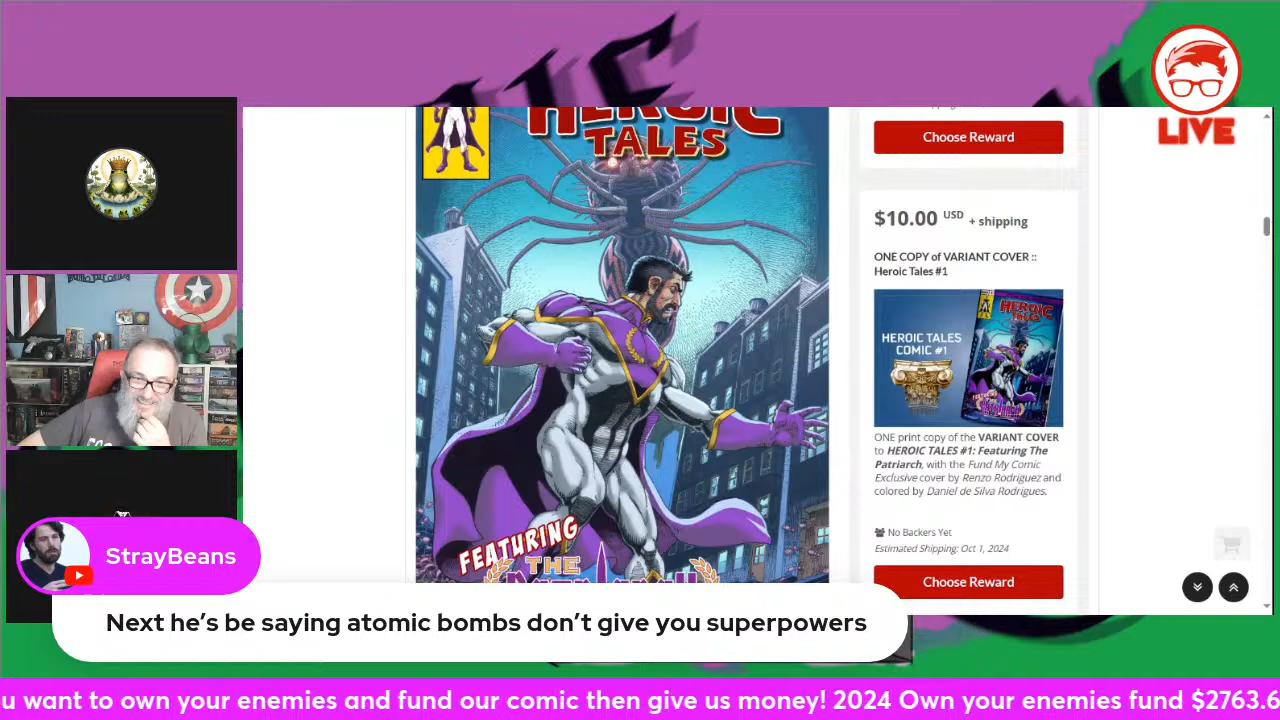 LIVE
HEROIC
TALES
Choose Reward
$10.00 USD + shipping
ONE COPY of VARIANT COVER ::
Heroic Tales #1
HEROIC TALES
COMIC #1
HEROIC
TALES
ONE print copy of the VARIANT COVER
to HEROIC TALES #1: Featuring The
Patriarch, with the Fund My Comic
Exclusive cover by Renzo Rodriguez and
colored by Daniel de Silva Rodrigues.
No Backers Yet
Estimated Shipping: Oct 1, 2024
Choose Reward
FEATURING
THE
StrayBeans
Next he’s be saying atomic bombs don’t give you superpowers
u want to own your enemies and fund our comic then give us money! 2024 Own your enemies fund $2763.6